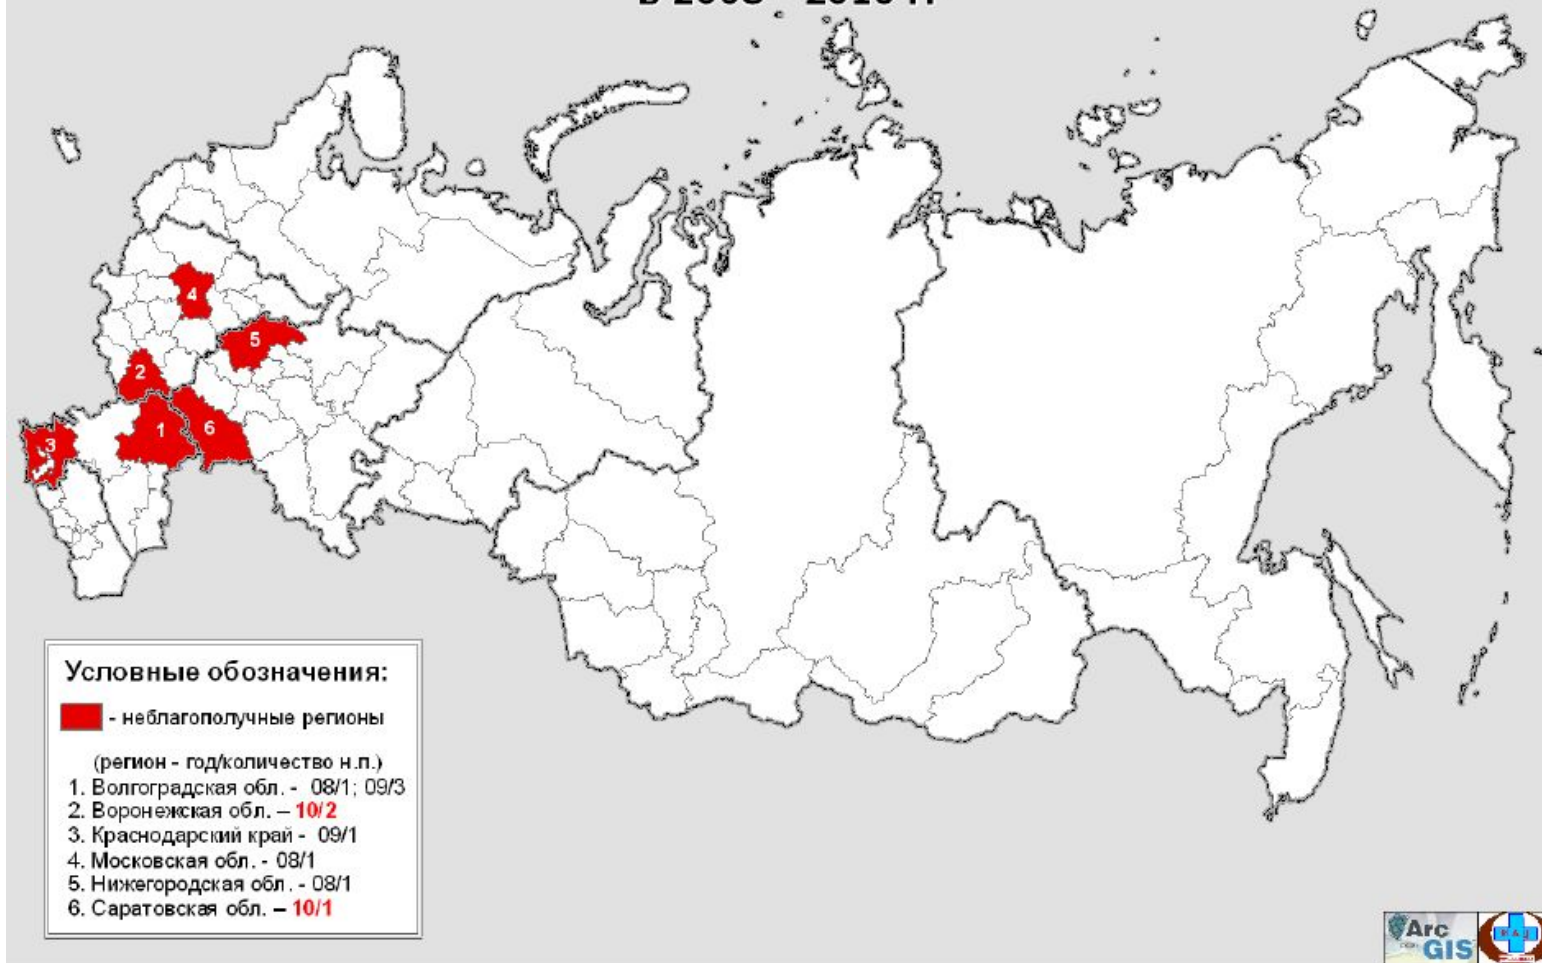 4
5
2
1
6
3
Условные обозначения:
- неблагополучные регионы
(регион - год/количество н.п.)
1. Волгоградская обл. - 08/1; 09/3
2. Воронежская обл. – 10/2
3. Краснодарский край - 09/1
4. Московская обл. - 08/1
5. Нижегородская обл. - 08/1
6. Саратовская обл. – 10/1
Arc
GIS